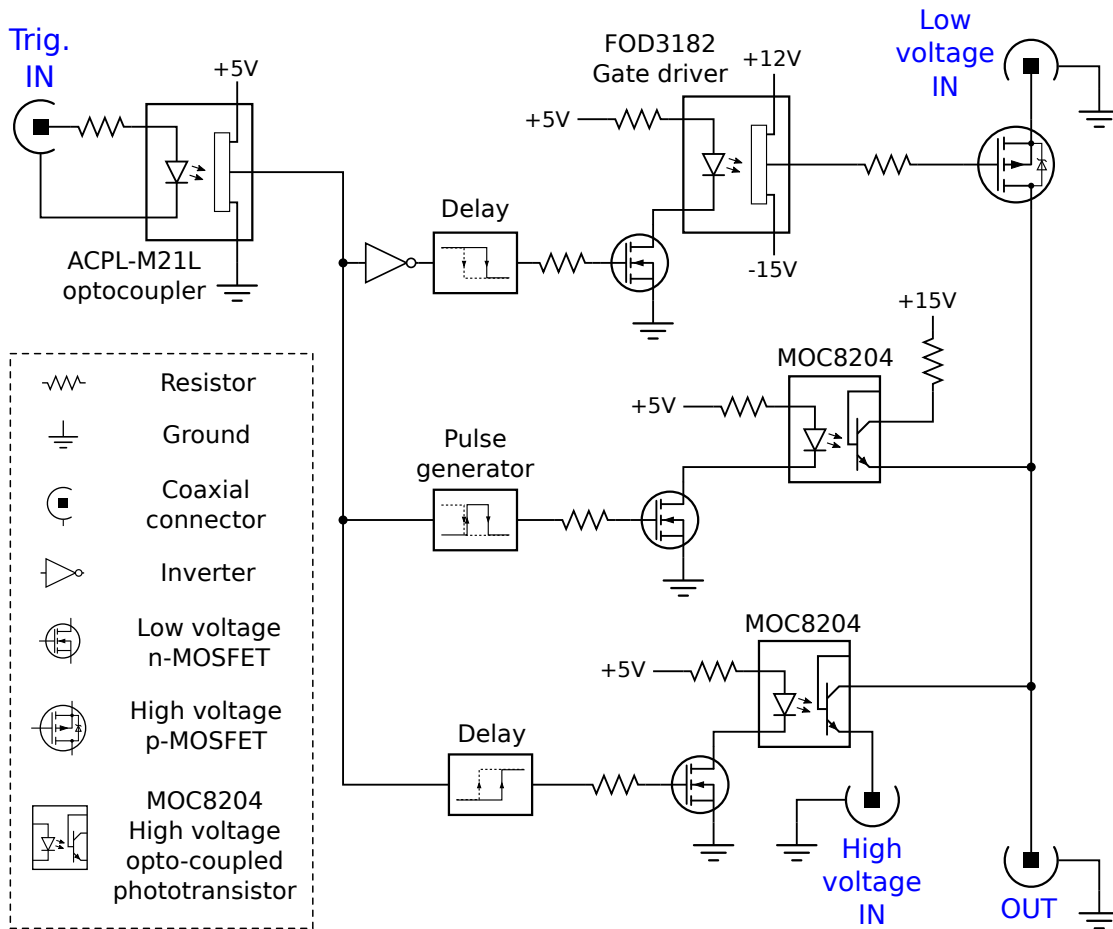 Trig.
IN
+5V
ACPL-M21L
optocoupler
FOD3182
Gate driver
+5V
+12V
-15V
Low
voltage
IN
Delay
+15V
MOC8204
+5V
Pulse
generator
MOC8204
+5V
Delay
High
voltage
IN
OUT
Resistor
Ground
Coaxial
connector
Inverter
Low voltage
n-MOSFET
High voltage
p-MOSFET
MOC8204
High voltage
opto-coupled
phototransistor